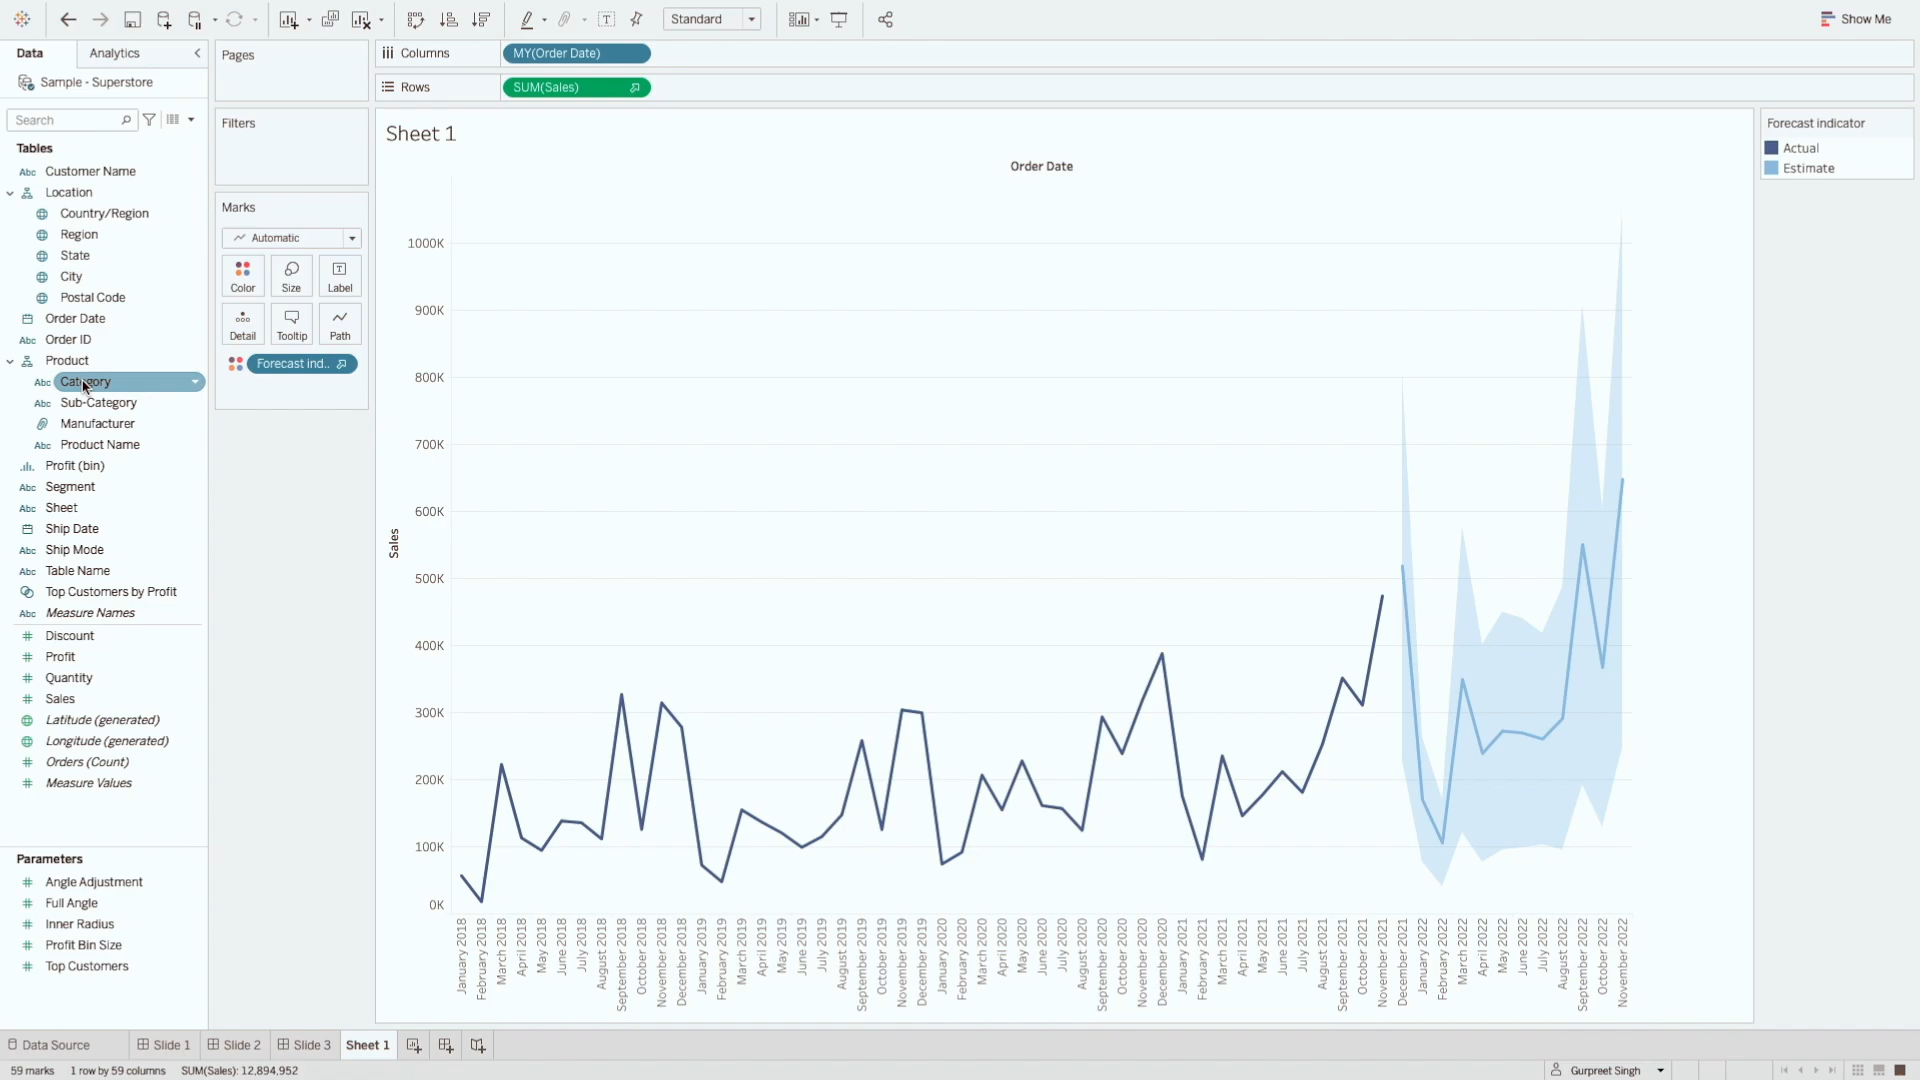 Standard
Show Me
Data
Analytics
Sample - Superstore
Search
Tables
Abc Customer Name
Location
Country/Region
Region
State
City
Postal Code
Order Date
Abc Order ID
Product
Abc Category
Abc Sub-Category
Manufacturer
Abc Product Name
Profit (bin)
Abc Segment
Abc Sheet
Ship Date
Abc Ship Mode
Abc Table Name
Top Customers by Profit
Abc Measure Names
# Discount
# Profit
# Quantity
# Sales
Latitude (generated)
Longitude (generated)
# Orders (Count)
# Measure Values
Parameters
# Angle Adjustment
# Full Angle
# Inner Radius
# Profit Bin Size
# Top Customers
Pages
Filters
Marks
Automatic
Color
Size
Label
Detail
Tooltip
Path
Forecast ind..
Columns
MY(Order Date)
Rows
SUM(Sales)
Sheet 1
Order Date
Sales
1000K
900K
800K
700K
600K
500K
400K
300K
200K
100K
0K
January 2018
February 2018
March 2018
April 2018
May 2018
June 2018
July 2018
August 2018
September 2018
October 2018
November 2018
December 2018
January 2019
February 2019
March 2019
April 2019
May 2019
June 2019
July 2019
August 2019
September 2019
October 2019
November 2019
December 2019
January 2020
February 2020
March 2020
April 2020
May 2020
June 2020
July 2020
August 2020
September 2020
October 2020
November 2020
December 2020
January 2021
February 2021
March 2021
April 2021
May 2021
June 2021
July 2021
August 2021
September 2021
October 2021
November 2021
December 2021
January 2022
February 2022
March 2022
April 2022
May 2022
June 2022
July 2022
August 2022
September 2022
October 2022
November 2022
Forecast indicator
Actual
Estimate
Data Source
Slide 1
Slide 2
Slide 3
Sheet 1
59 marks
1 row by 59 columns
SUM(Sales): 12,894,952
Gurpreet Singh